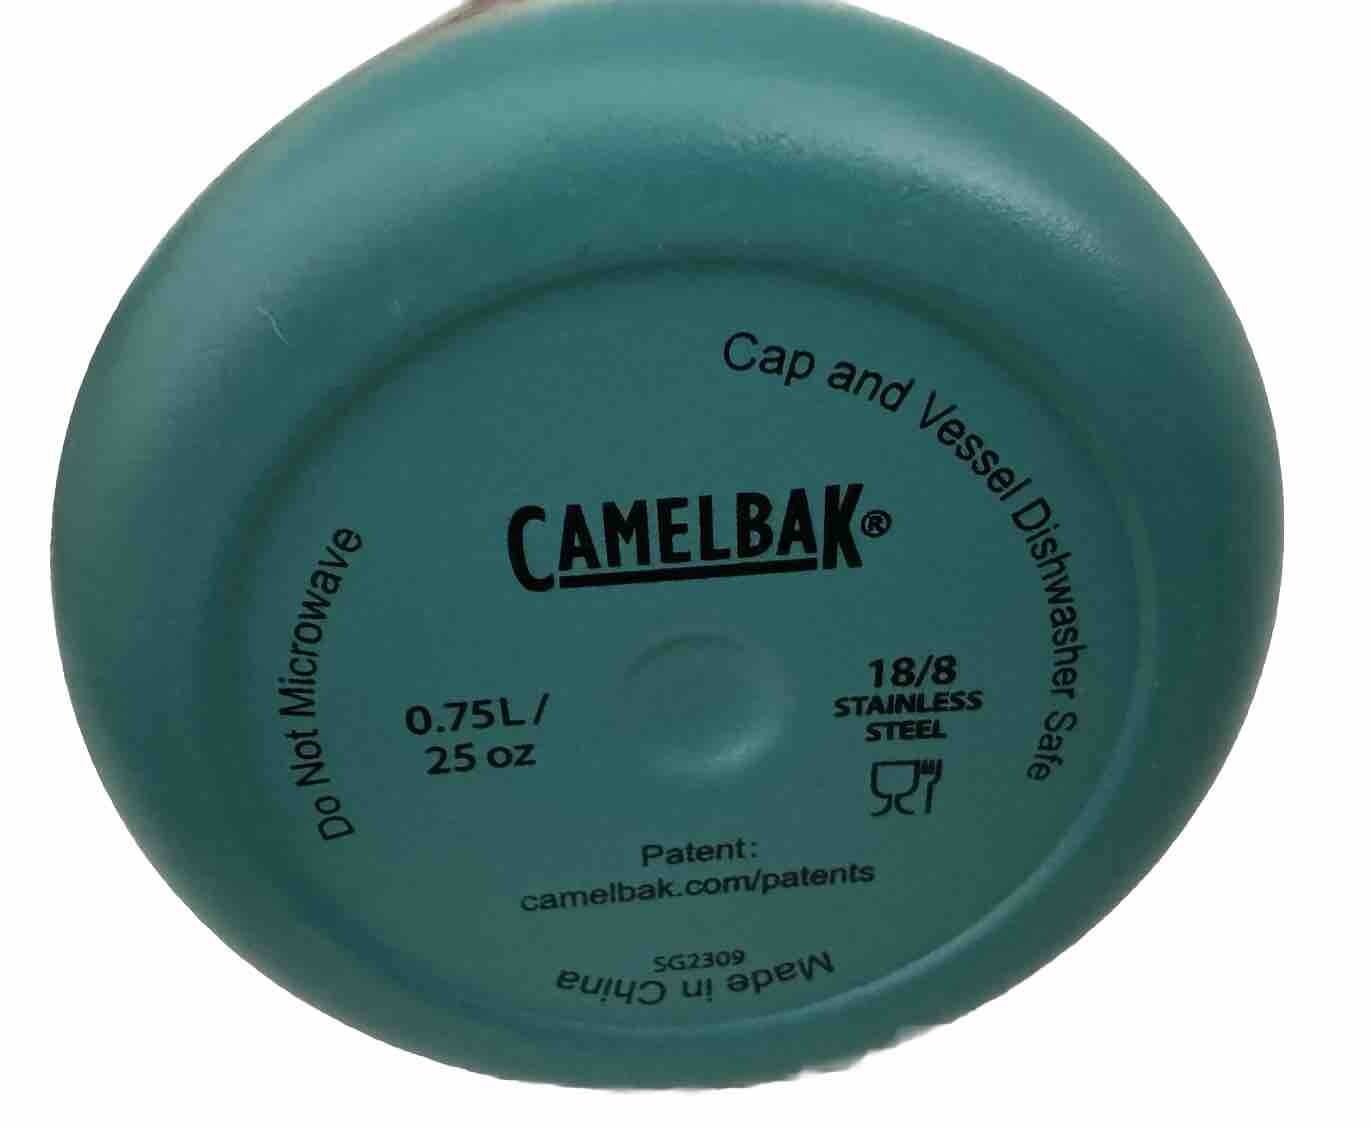 Cap and Vessel Dishwasher Safe
CAMELBAK®
Do Not Microwave
0.75L /
25 oz
18/8
STAINLESS
STEEL
Patent:
camelbak.com/patents
SG2309
Made in China